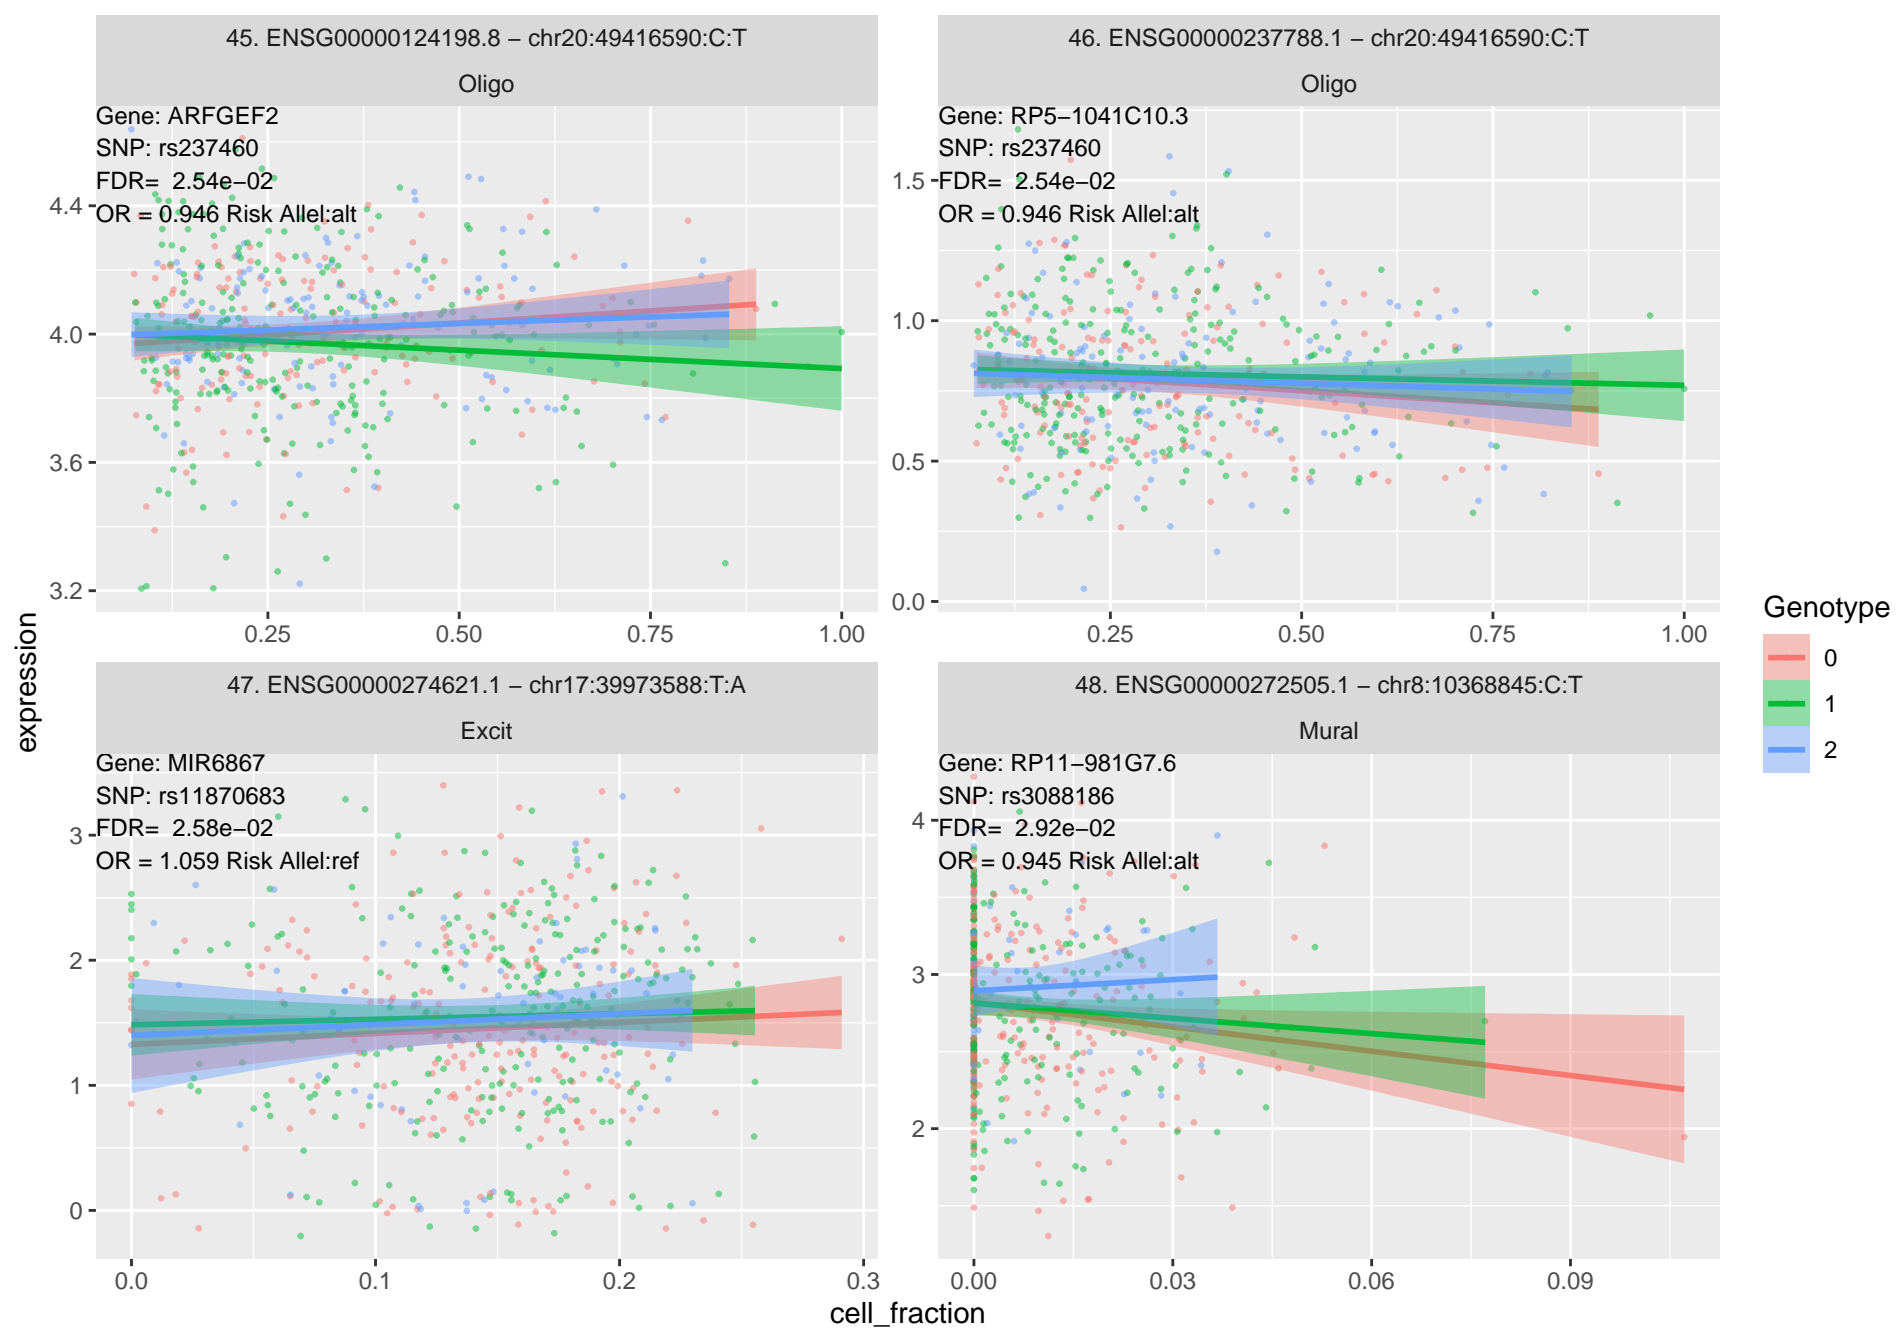 45. ENSG00000124198.8 – chr20:49416590:C:T
Oligo
Gene: ARFGEF2
SNP: rs237460
FDR= 2.54e−02
OR = 0.946 Risk Allel:alt
4.4
4.0
3.6
3.2
0.25 0.50 0.75 1.00
46. ENSG00000237788.1 – chr20:49416590:C:T
Oligo
Gene: RP5−1041C10.3
SNP: rs237460
FDR= 2.54e−02
OR = 0.946 Risk Allel:alt
1.5
1.0
0.5
0.0
0.25 0.50 0.75 1.00
47. ENSG00000274621.1 – chr17:39973588:T:A
Excit
Gene: MIR6867
SNP: rs11870683
FDR= 2.58e−02
OR = 1.059 Risk Allel:ref
3
2
1
0
0.0 0.1 0.2 0.3
48. ENSG00000272505.1 – chr8:10368845:C:T
Mural
Gene: RP11−981G7.6
SNP: rs3088186
FDR= 2.92e−02
OR = 0.945 Risk Allel:alt
4
3
2
0.00 0.03 0.06 0.09
expression
cell_fraction
Genotype
0
1
2